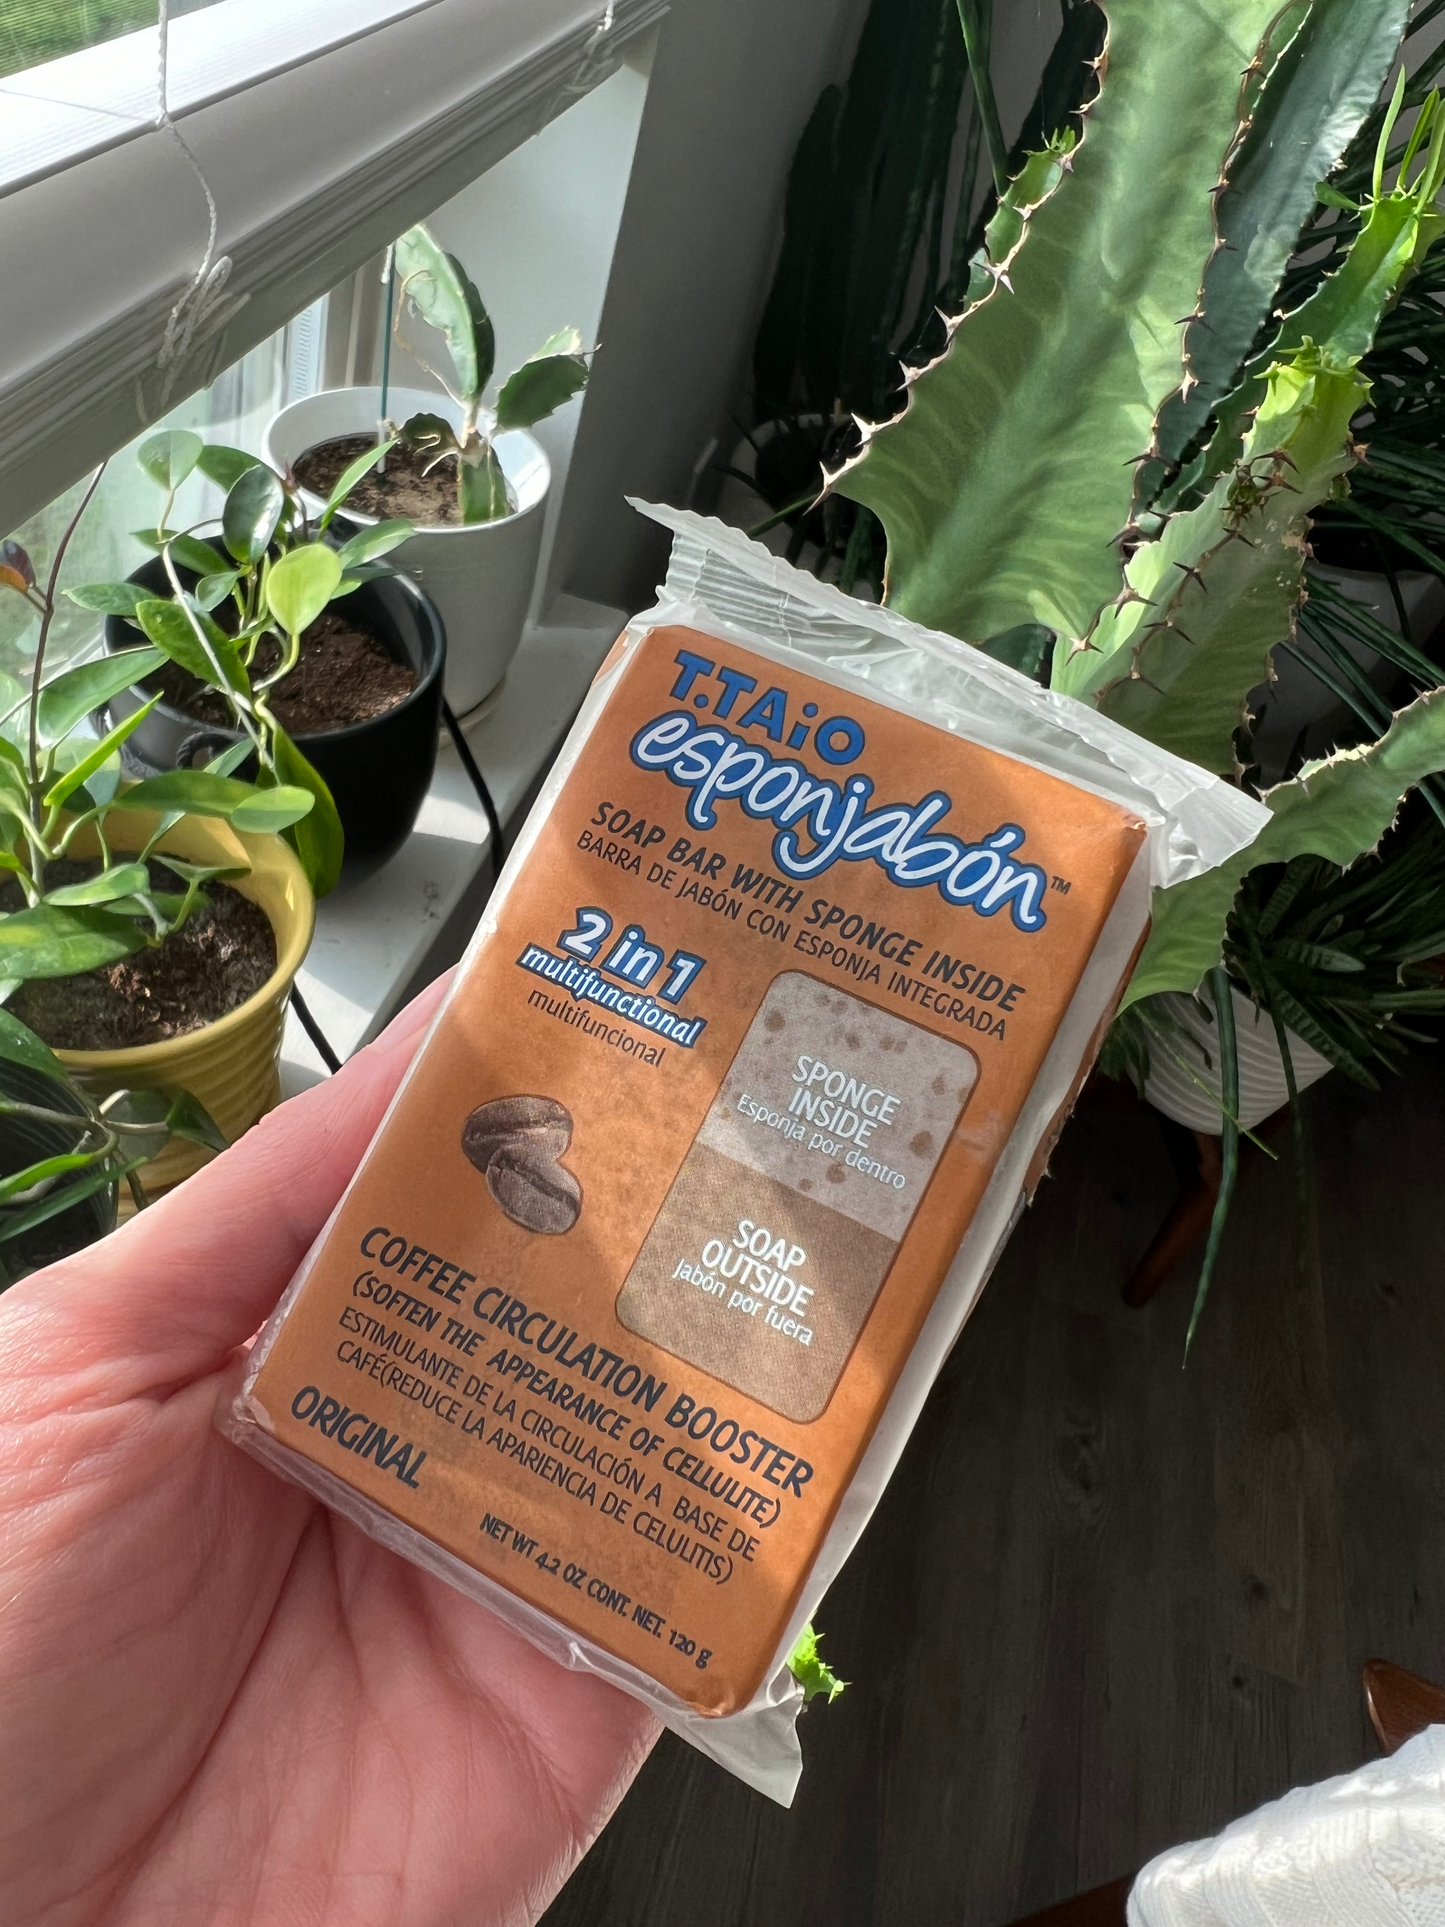 T.TAiO
esponjabón™
SOAP BAR WITH SPONGE INSIDE
BARRA DE JABÓN CON ESPONJA INTEGRADA
2 in 1
multifunctional
multifuncional
SPONGE
INSIDE
Esponja por dentro
SOAP
OUTSIDE
Jabón por fuera
COFFEE CIRCULATION BOOSTER
(SOFTEN THE APPEARANCE OF CELLULITE)
ESTIMULANTE DE LA CIRCULACIÓN A BASE DE
CAFÉ(REDUCE LA APARIENCIA DE CELULITIS)
ORIGINAL
NET WT 4.2 OZ CONT. NET. 120 g